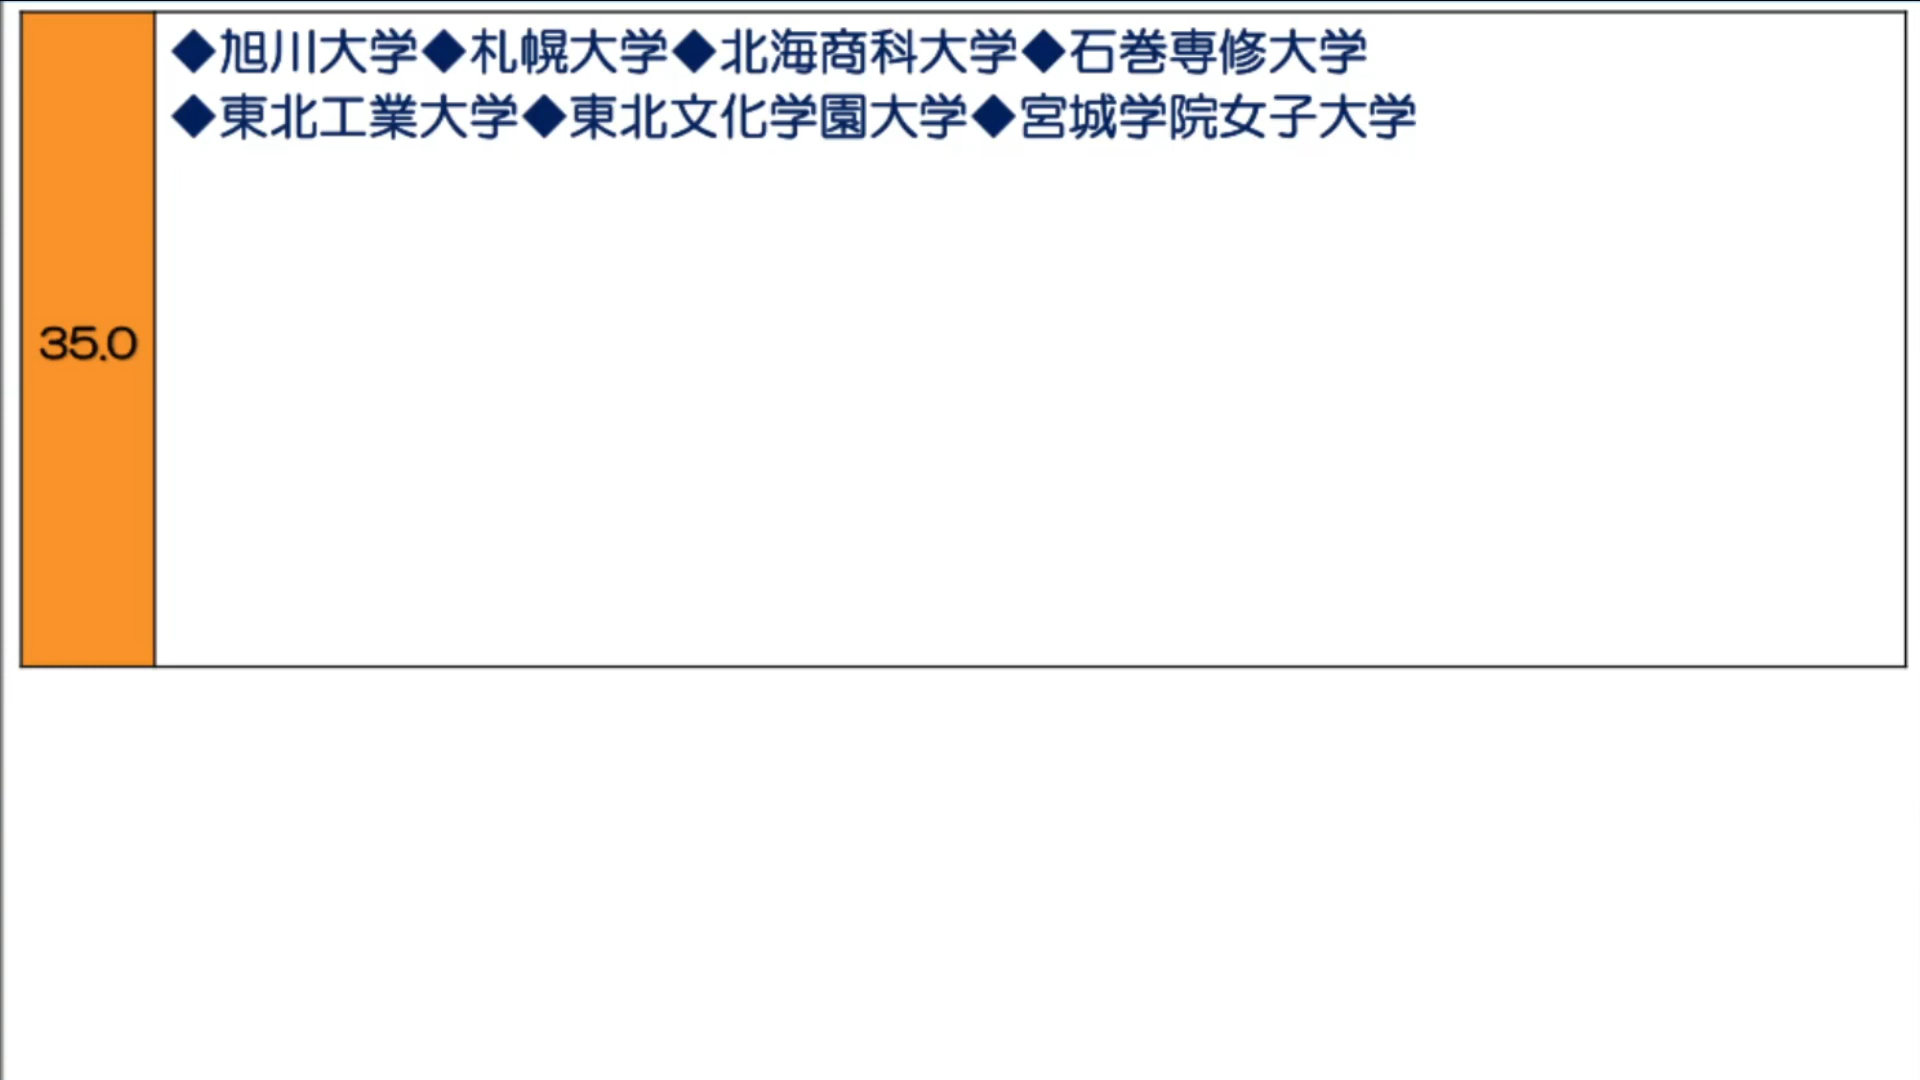 ◆旭川大学◆札幌大学◆北海商科大学◆石巻専修大学
◆東北工業大学◆東北文化学園大学◆宮城学院女子大学
35.0